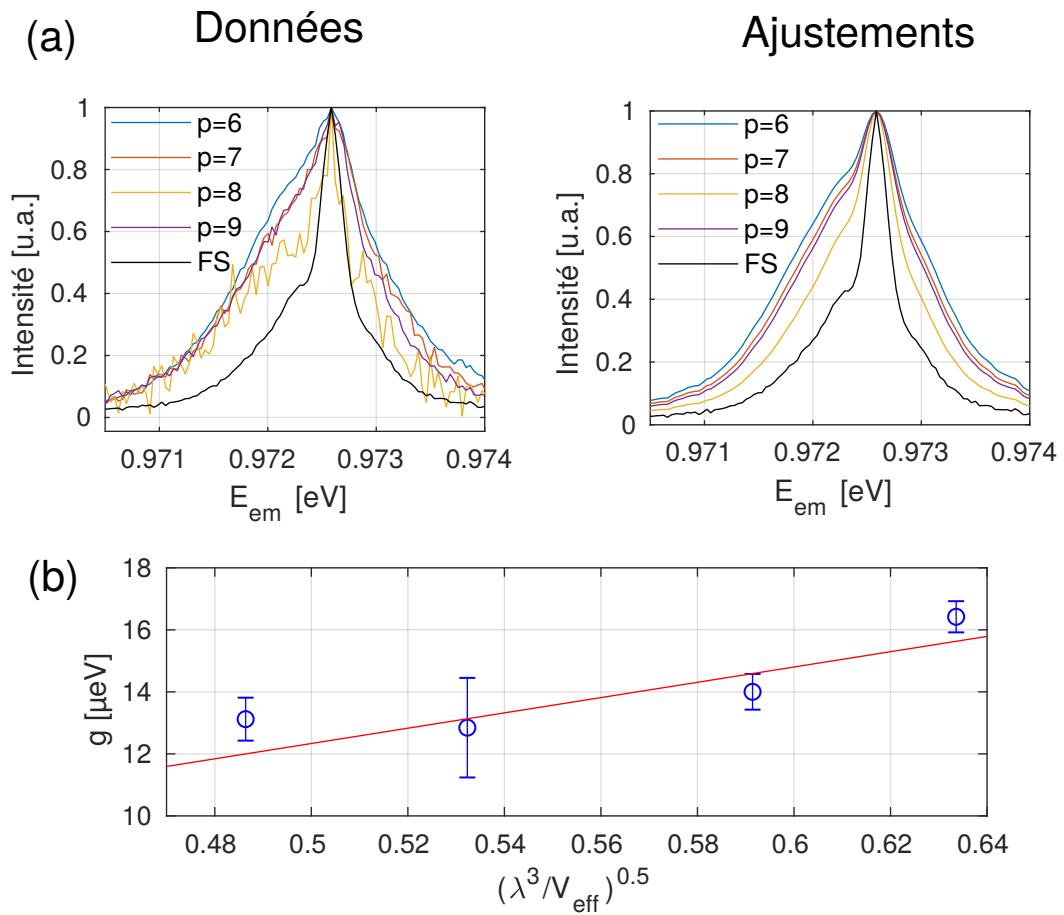 (a)
Données
Ajustements
Intensité [u.a.]
1
0.8
0.6
0.4
0.2
0
p=6
p=7
p=8
p=9
FS
0.971
0.972
0.973
0.974
E_em [eV]
Intensité [u.a.]
1
0.8
0.6
0.4
0.2
0
p=6
p=7
p=8
p=9
FS
0.971
0.972
0.973
0.974
E_em [eV]
(b)
g [µeV]
18
16
14
12
10
0.48
0.5
0.52
0.54
0.56
0.58
0.6
0.62
0.64
(λ^3/V_eff)^0.5